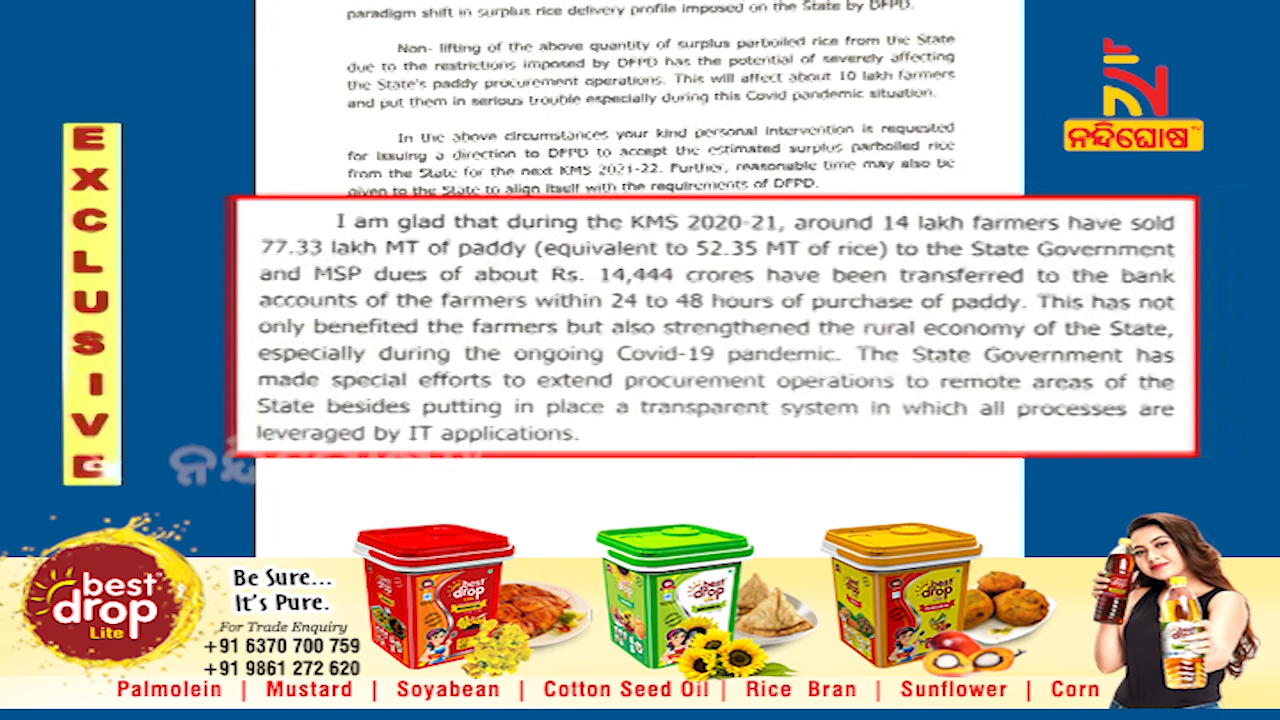 paradigm shift in surplus rice delivery profile imposed on the State by DFPD.
Non- lifting of the above quantity of surplus parboiled rice from the State
due to the restrictions imposed by DFPD has the potential of severely affecting
the State's paddy procurement operations. This will affect about 10 lakh farmers
and put them in serious trouble especially during this Covid pandemic situation.
In the above circumstances your kind personal intervention is requested
for issuing a direction to DFPD to accept the estimated surplus parboiled rice
from the State for the next KMS 2021-22. Further, reasonable time may also be
given to the State to align itself with the requirements of DFPD.
I am glad that during the KMS 2020-21, around 14 lakh farmers have sold
77.33 lakh MT of paddy (equivalent to 52.35 MT of rice) to the State Government
and MSP dues of about Rs. 14,444 crores have been transferred to the bank
accounts of the farmers within 24 to 48 hours of purchase of paddy. This has not
only benefited the farmers but also strengthened the rural economy of the State,
especially during the ongoing Covid-19 pandemic. The State Government has
made special efforts to extend procurement operations to remote areas of the
State besides putting in place a transparent system in which all processes are
leveraged by IT applications.
EXCLUSIVE
ନନ୍ଦିଘୋଷ
best
drop
Lite
Be Sure...
It's Pure.
For Trade Enquiry
+91 6370 700 759
+91 9861 272 620
best
drop
best
drop
best
drop
Palmolein | Mustard | Soyabean | Cotton Seed Oil | Rice Bran | Sunflower | Corn